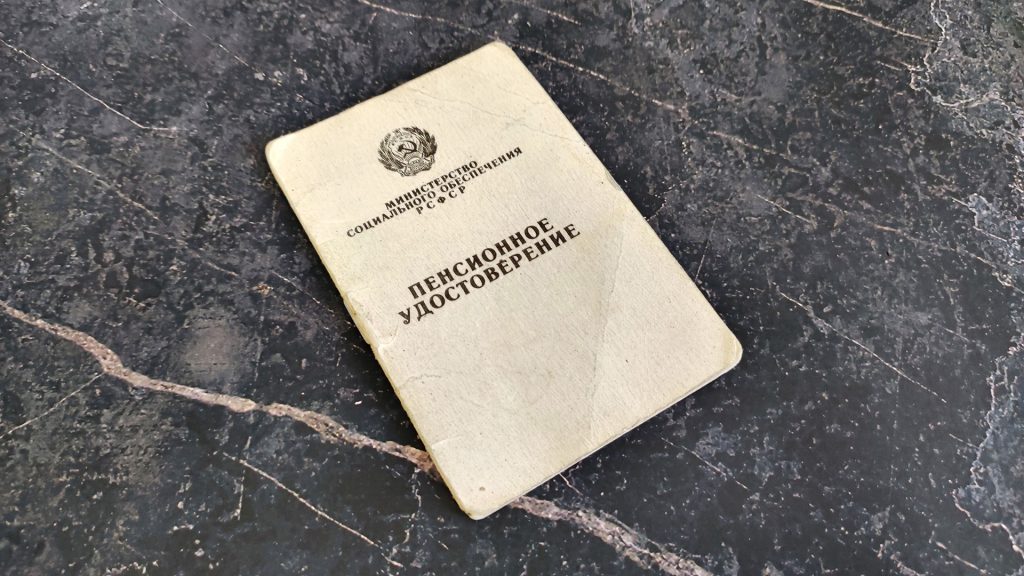 МИНИСТЕРСТВО
СОЦИАЛЬНОГО ОБЕСПЕЧЕНИЯ
РСФСР
ПЕНСИОННОЕ
УДОСТОВЕРЕНИЕ